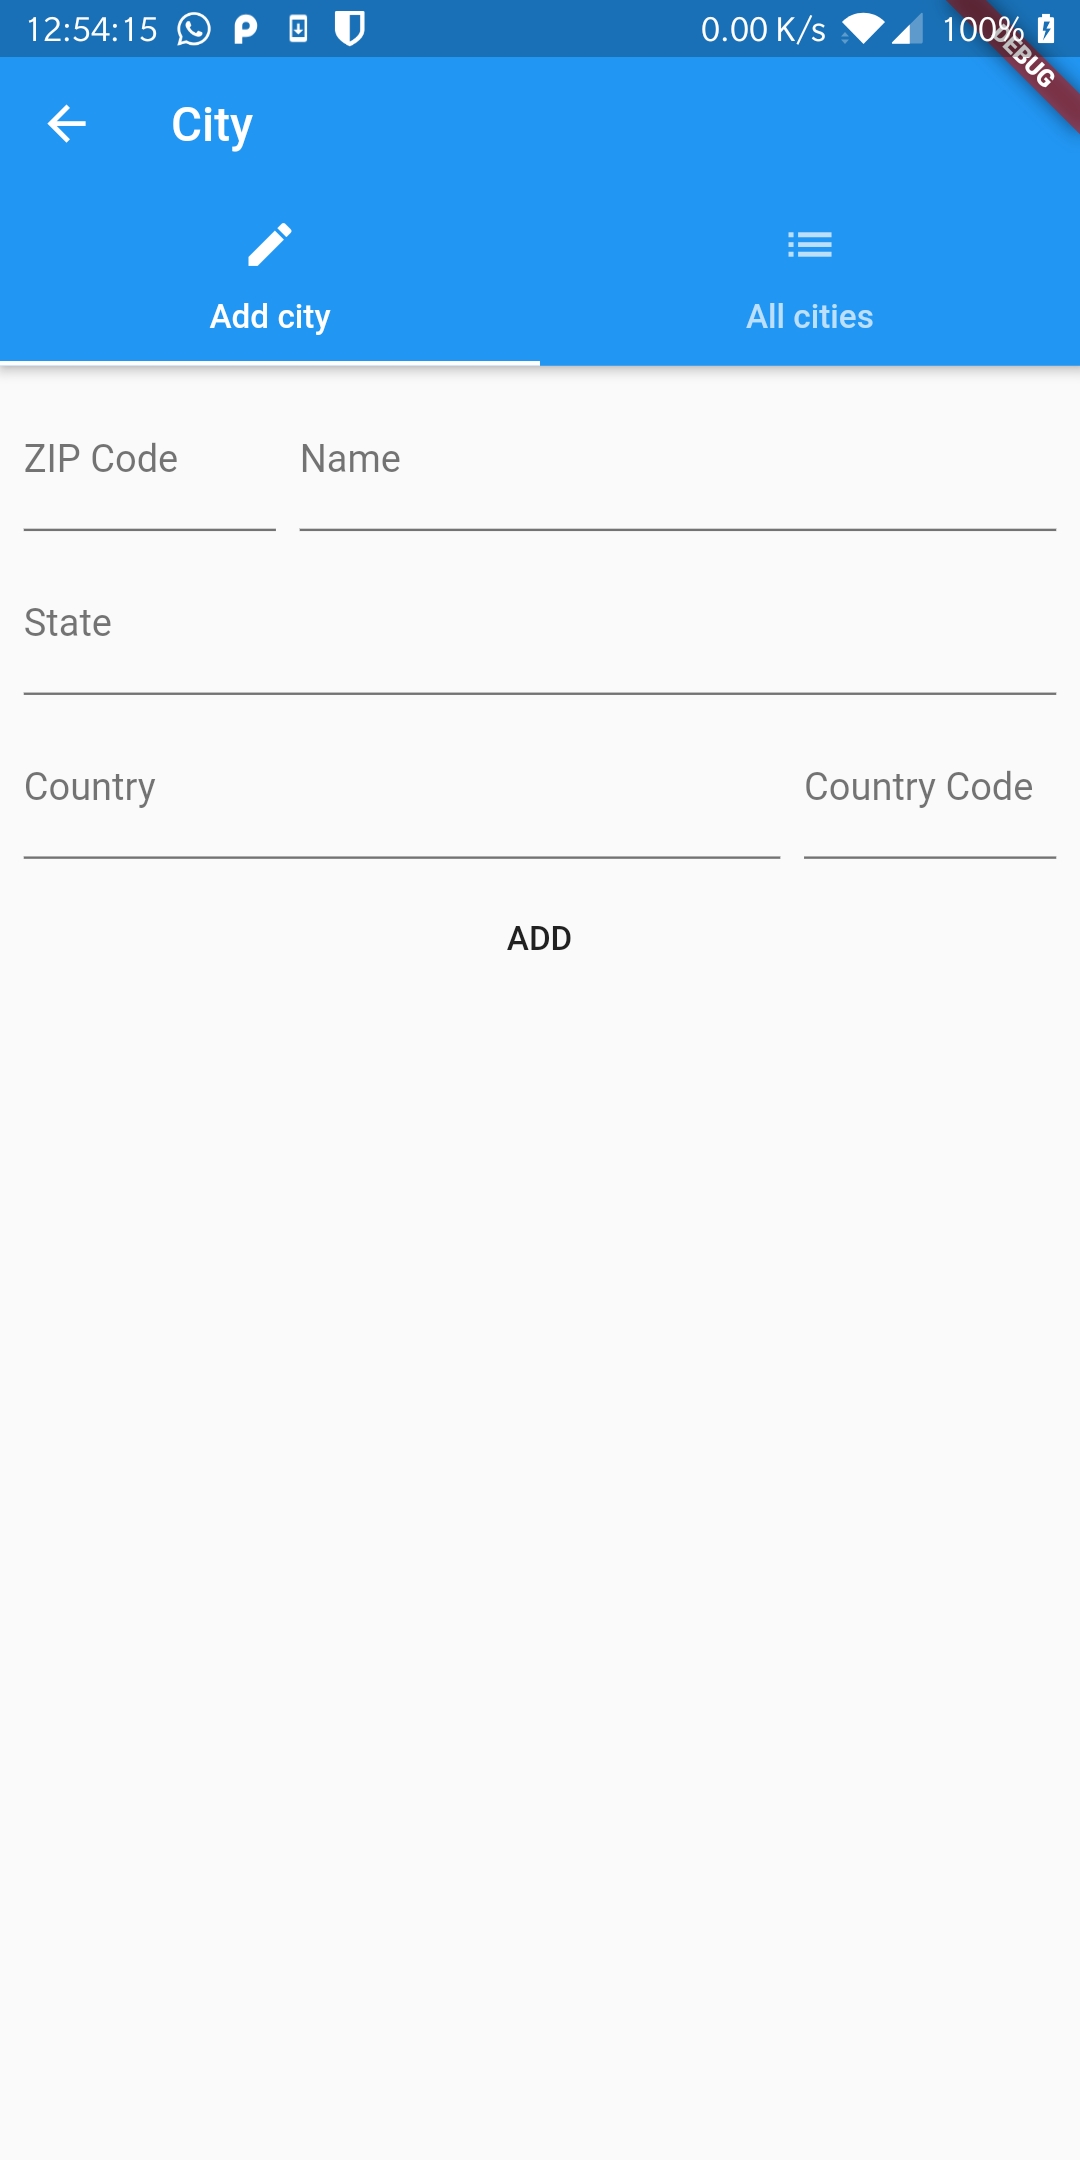 12:54:15 0.00 K/s 100%
DEBUG
City
Add city All cities
ZIP Code Name
State
Country Country Code
ADD